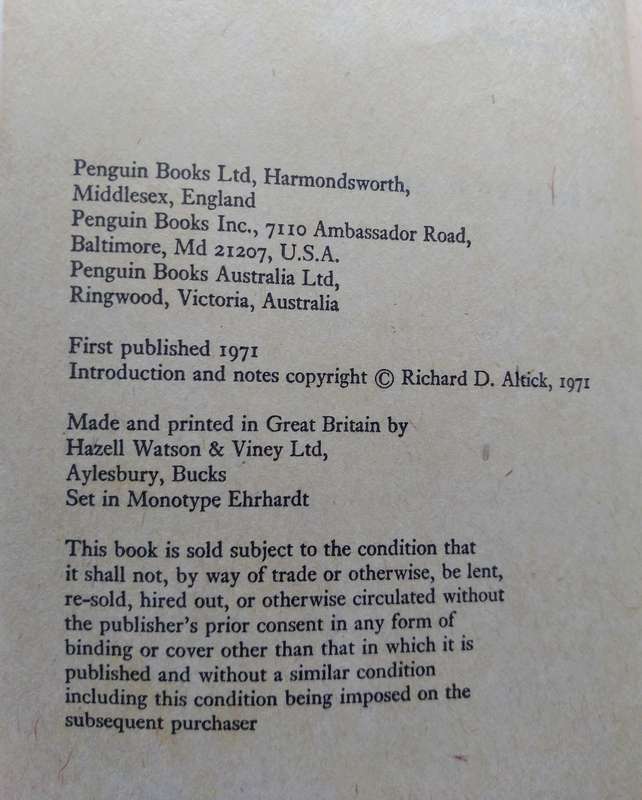 Penguin Books Ltd, Harmondsworth,
Middlesex, England
Penguin Books Inc., 7110 Ambassador Road,
Baltimore, Md 21207, U.S.A.
Penguin Books Australia Ltd,
Ringwood, Victoria, Australia
First published 1971
Introduction and notes copyright © Richard D. Altick, 1971
Made and printed in Great Britain by
Hazell Watson & Viney Ltd,
Aylesbury, Bucks
Set in Monotype Ehrhardt
This book is sold subject to the condition that
it shall not, by way of trade or otherwise, be lent,
re-sold, hired out, or otherwise circulated without
the publisher's prior consent in any form of
binding or cover other than that in which it is
published and without a similar condition
including this condition being imposed on the
subsequent purchaser